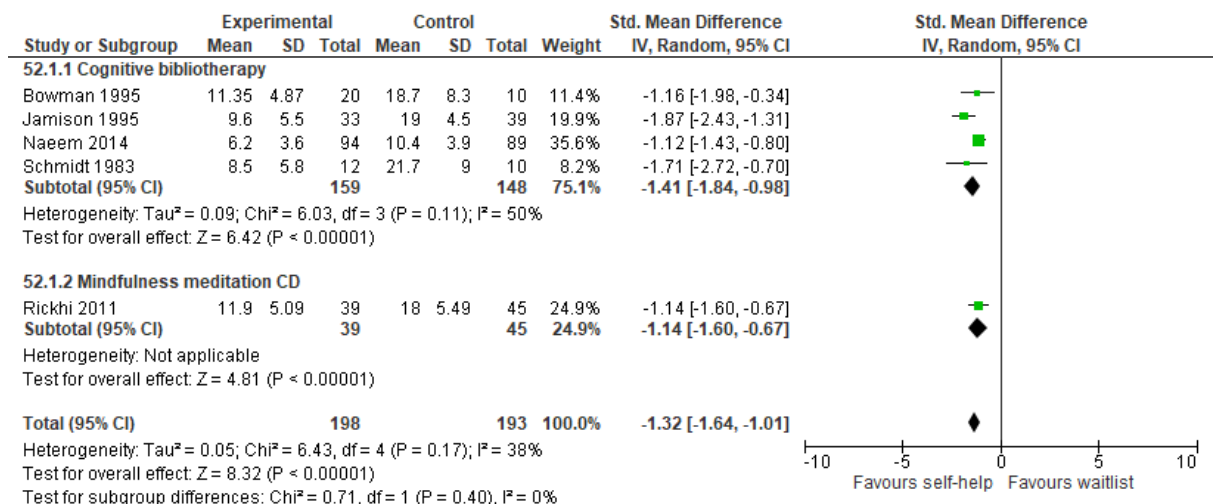 Experimental Control Std. Mean Difference Std. Mean Difference
Study or Subgroup Mean SD Total Mean SD Total Weight IV, Random, 95% CI IV, Random, 95% CI
52.1.1 Cognitive bibliotherapy
Bowman 1995 11.35 4.87 20 18.7 8.3 10 11.4% -1.16 [-1.98, -0.34]
Jamison 1995 9.6 5.5 33 19 4.5 39 19.9% -1.87 [-2.43, -1.31]
Naeem 2014 6.2 3.6 94 10.4 3.9 89 35.6% -1.12 [-1.43, -0.80]
Schmidt 1983 8.5 5.8 12 21.7 9 10 8.2% -1.71 [-2.72, -0.70]
Subtotal (95% CI) 159 148 75.1% -1.41 [-1.84, -0.98]
Heterogeneity: Tau² = 0.09; Chi² = 6.03, df = 3 (P = 0.11); I² = 50%
Test for overall effect: Z = 6.42 (P < 0.00001)
52.1.2 Mindfulness meditation CD
Rickhi 2011 11.9 5.09 39 18 5.49 45 24.9% -1.14 [-1.60, -0.67]
Subtotal (95% CI) 39 45 24.9% -1.14 [-1.60, -0.67]
Heterogeneity: Not applicable
Test for overall effect: Z = 4.81 (P < 0.00001)
Total (95% CI) 198 193 100.0% -1.32 [-1.64, -1.01]
Heterogeneity: Tau² = 0.05; Chi² = 6.43, df = 4 (P = 0.17); I² = 38%
Test for overall effect: Z = 8.32 (P < 0.00001)
Test for subgroup differences: Chi² = 0.71, df = 1 (P = 0.40), I² = 0%
-10 -5 0 5 10
Favours self-help Favours waitlist